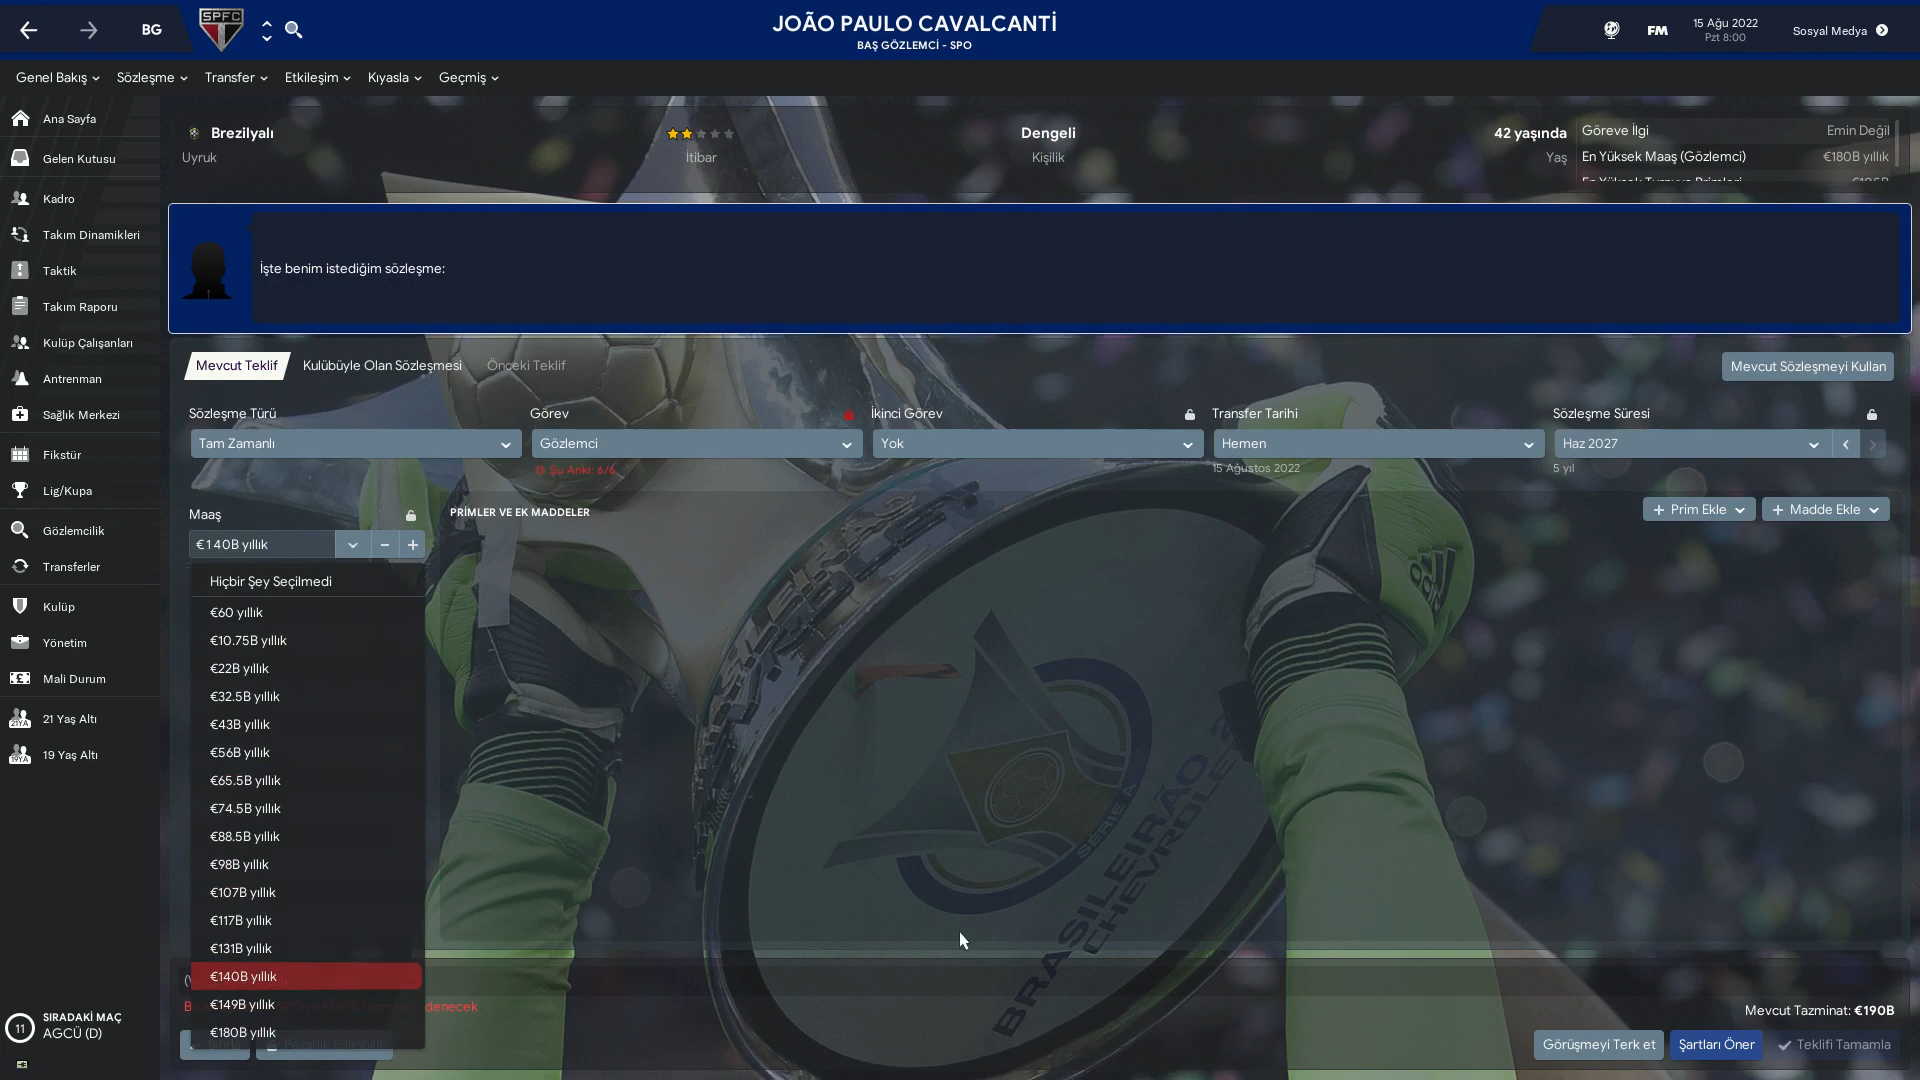 BG
SPFC
JOÃO PAULO CAVALCANTİ
BAŞ GÖZLEMCİ - SPO
FM
15 Ağu 2022
Pzt 8:00
Sosyal Medya
Genel Bakış
Sözleşme
Transfer
Etkileşim
Kıyasla
Geçmiş
Ana Sayfa
Gelen Kutusu
Kadro
Takım Dinamikleri
Taktik
Takım Raporu
Kulüp Çalışanları
Antrenman
Sağlık Merkezi
Fikstür
Lig/Kupa
Gözlemcilik
Transferler
Kulüp
Yönetim
Mali Durum
21 Yaş Altı
19 Yaş Altı
11
SIRADAKİ MAÇ
AGCÜ (D)
Brezilyalı
Uyruk
İtibar
Dengeli
Kişilik
42 yaşında
Yaş
Göreve İlgi Emin Değil
En Yüksek Maaş (Gözlemci) €180B yıllık
İşte benim istediğim sözleşme:
Mevcut Teklif
Kulübüyle Olan Sözleşmesi
Önceki Teklif
Mevcut Sözleşmeyi Kullan
Sözleşme Türü
Tam Zamanlı
Görev
Gözlemci
Şu Anki: 6/6
İkinci Görev
Yok
Transfer Tarihi
Hemen
15 Ağustos 2022
Sözleşme Süresi
Haz 2027
5 yıl
Maaş
€140B yıllık
PRİMLER VE EK MADDELER
Prim Ekle
Madde Ekle
Hiçbir Şey Seçilmedi
€60 yıllık
€10.75B yıllık
€22B yıllık
€32.5B yıllık
€43B yıllık
€56B yıllık
€65.5B yıllık
€74.5B yıllık
€88.5B yıllık
€98B yıllık
€107B yıllık
€117B yıllık
€131B yıllık
€140B yıllık
€149B yıllık
€180B yıllık
SÉRIE A
BRASILEIRÃO
CHEVROLET
denecek
Mevcut Tazminat: €190B
Görüşmeyi Terk et
Şartları Öner
Teklifi Tamamla